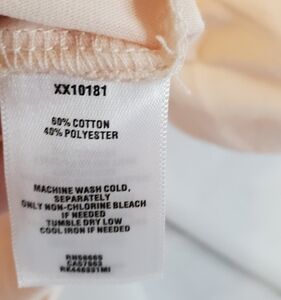 XX10181
60% COTTON
40% POLYESTER
MACHINE WASH COLD,
SEPARATELY
ONLY NON-CHLORINE BLEACH
IF NEEDED
TUMBLE DRY LOW
COOL IRON IF NEEDED